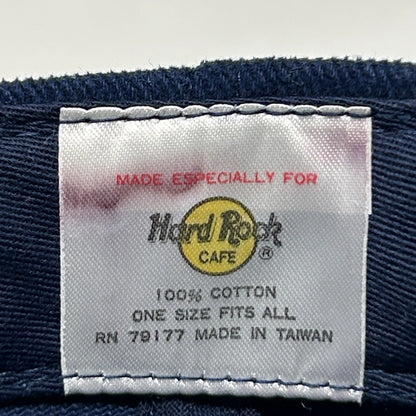 MADE ESPECIALLY FOR
Hard Rock
CAFE ®
100% COTTON
ONE SIZE FITS ALL
RN 79177 MADE IN TAIWAN